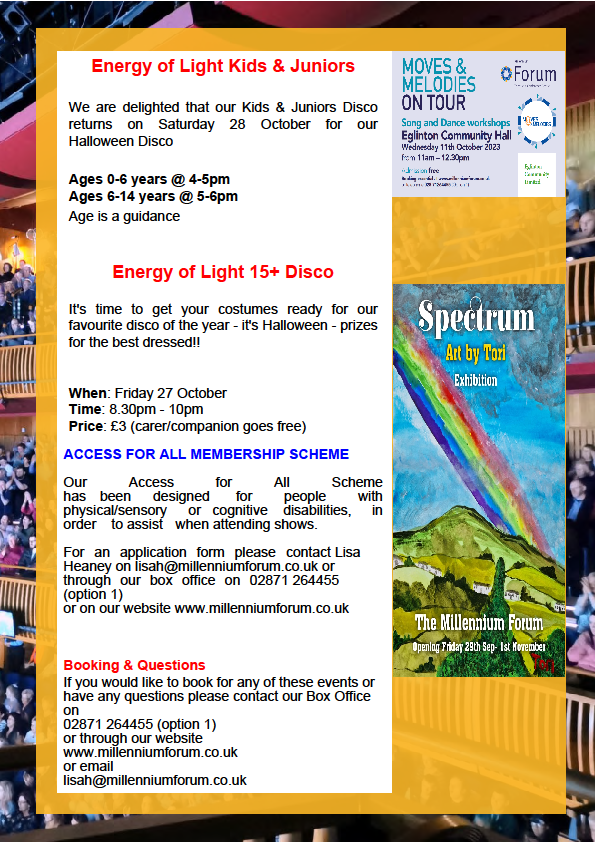 Energy of Light Kids & Juniors
We are delighted that our Kids & Juniors Disco
returns on Saturday 28 October for our
Halloween Disco
Ages 0-6 years @ 4-5pm
Ages 6-14 years @ 5-6pm
Age is a guidance
Energy of Light 15+ Disco
It's time to get your costumes ready for our
favourite disco of the year - it's Halloween - prizes
for the best dressed!!
When: Friday 27 October
Time: 8.30pm - 10pm
Price: £3 (carer/companion goes free)
ACCESS FOR ALL MEMBERSHIP SCHEME
Our Access for All Scheme
has been designed for people with
physical/sensory or cognitive disabilities, in
order to assist when attending shows.
For an application form please contact Lisa
Heaney on lisah@millenniumforum.co.uk or
through our box office on 02871 264455
(option 1)
or on our website www.millenniumforum.co.uk
Booking & Questions
If you would like to book for any of these events or
have any questions please contact our Box Office
on
02871 264455 (option 1)
or through our website
www.millenniumforum.co.uk
or email
lisah@millenniumforum.co.uk
MOVES &
MELODIES
ON TOUR
Forum
Song and Dance workshops
Eglinton Community Hall
Wednesday 11th October 2023
from 11am – 12.30pm
Admission free
MOVES
MELODIES
Eglinton
Community
Limited
Spectrum
Art by Tori
Exhibition
The Millennium Forum
Opening Friday 29th Sep- 1st November